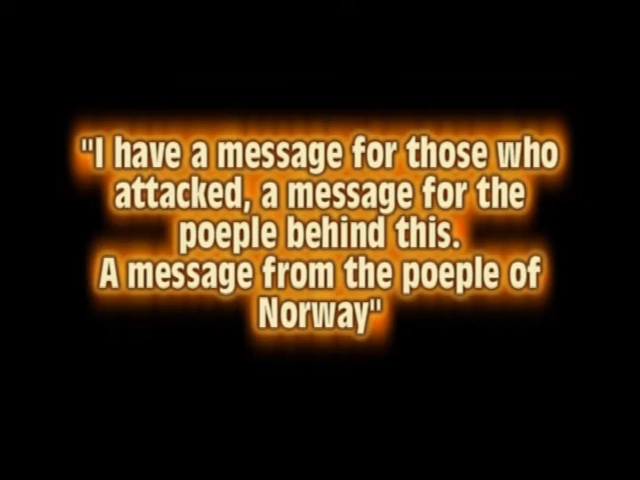 "I have a message for those who
attacked, a message for the
poeple behind this.
A message from the poeple of
Norway"